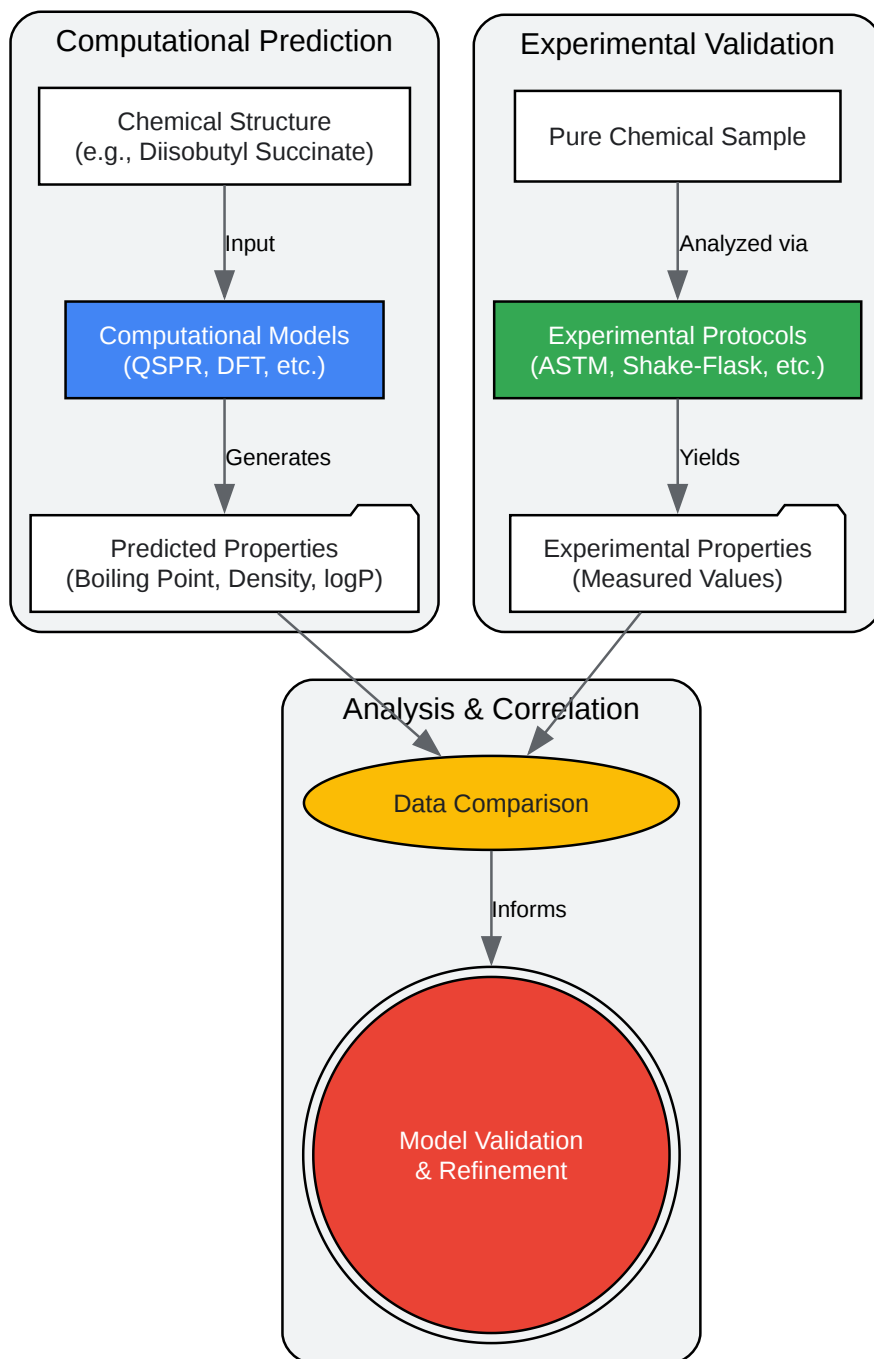 Computational Prediction
Chemical Structure
(e.g., Diisobutyl Succinate)
Input
Computational Models
(QSPR, DFT, etc.)
Generates
Predicted Properties
(Boiling Point, Density, logP)
Experimental Validation
Pure Chemical Sample
Analyzed via
Experimental Protocols
(ASTM, Shake-Flask, etc.)
Yields
Experimental Properties
(Measured Values)
Analysis & Correlation
Data Comparison
Informs
Model Validation
& Refinement